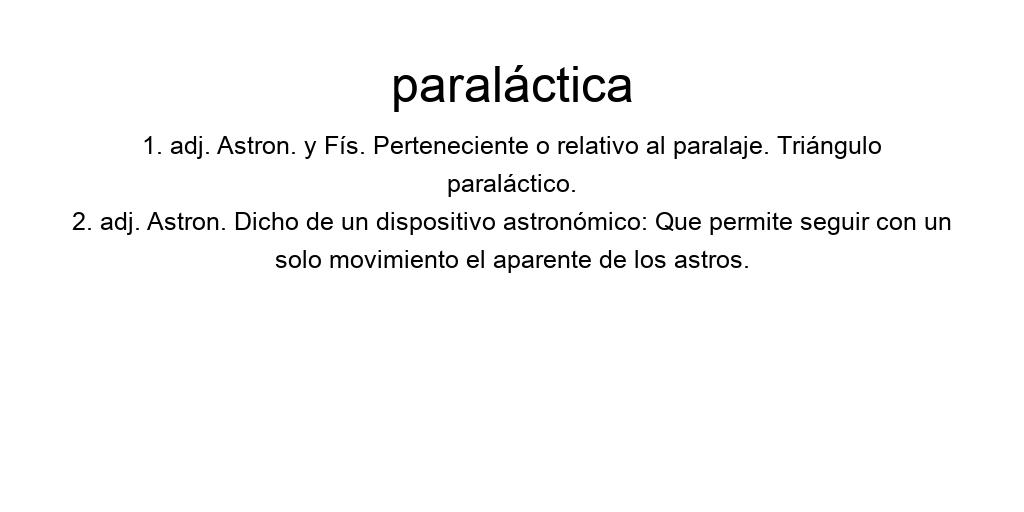 paraláctica
1. adj. Astron. y Fís. Perteneciente o relativo al paralaje. Triángulo
paraláctico.
2. adj. Astron. Dicho de un dispositivo astronómico: Que permite seguir con un
solo movimiento el aparente de los astros.